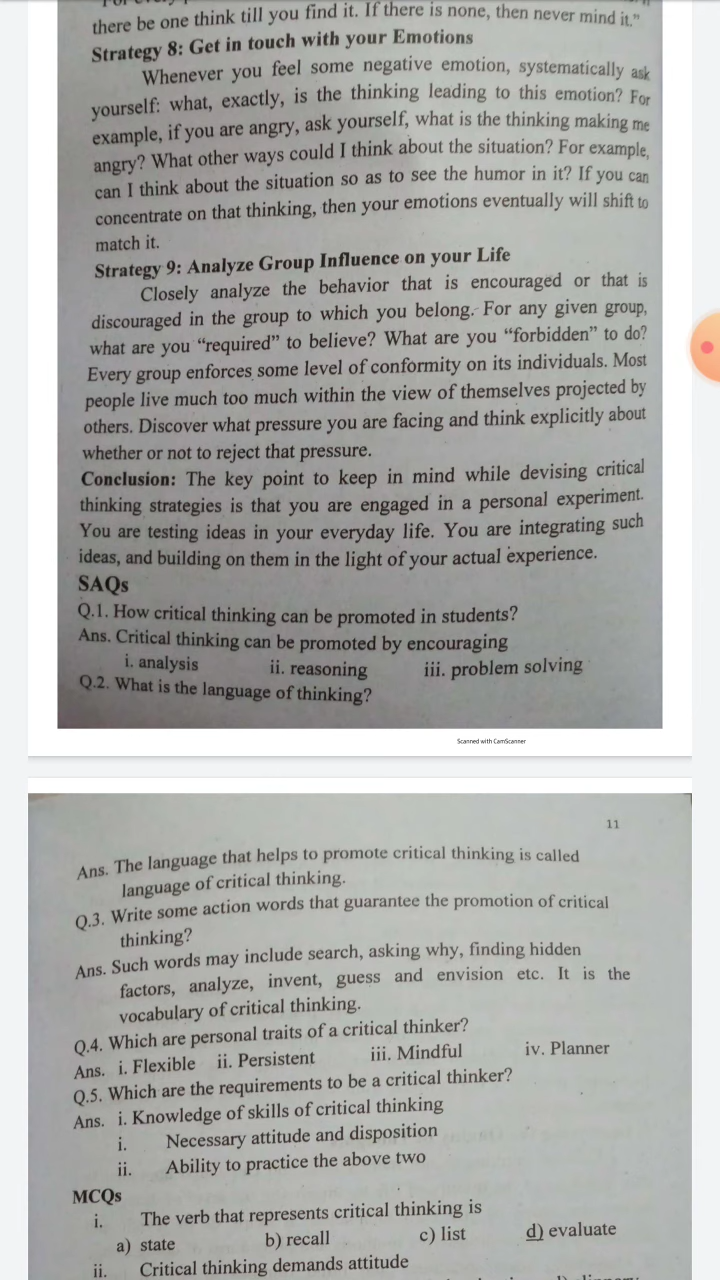 there be one think till you find it. If there is none, then never mind it."
Strategy 8: Get in touch with your Emotions
Whenever you feel some negative emotion, systematically ask
yourself: what, exactly, is the thinking leading to this emotion? For
example, if you are angry, ask yourself, what is the thinking making me
angry? What other ways could I think about the situation? For example,
can I think about the situation so as to see the humor in it? If you can
concentrate on that thinking, then your emotions eventually will shift to
match it.
Strategy 9: Analyze Group Influence on your Life
Closely analyze the behavior that is encouraged or that is
discouraged in the group to which you belong. For any given group,
what are you "required" to believe? What are you "forbidden" to do?
Every group enforces some level of conformity on its individuals. Most
people live much too much within the view of themselves projected by
others. Discover what pressure you are facing and think explicitly about
whether or not to reject that pressure.
Conclusion: The key point to keep in mind while devising critical
thinking strategies is that you are engaged in a personal experiment.
You are testing ideas in your everyday life. You are integrating such
ideas, and building on them in the light of your actual experience.
SAQs
Q.1. How critical thinking can be promoted in students?
Ans. Critical thinking can be promoted by encouraging
i. analysis ii. reasoning iii. problem solving
Q.2. What is the language of thinking?
Scanned with CamScanner
11
Ans. The language that helps to promote critical thinking is called
language of critical thinking.
Q.3. Write some action words that guarantee the promotion of critical
thinking?
Ans. Such words may include search, asking why, finding hidden
factors, analyze, invent, guess and envision etc. It is the
vocabulary of critical thinking.
Q.4. Which are personal traits of a critical thinker?
Ans. i. Flexible ii. Persistent iii. Mindful iv. Planner
Q.5. Which are the requirements to be a critical thinker?
Ans. i. Knowledge of skills of critical thinking
i. Necessary attitude and disposition
ii. Ability to practice the above two
MCQs
i. The verb that represents critical thinking is
a) state b) recall c) list d) evaluate
ii. Critical thinking demands attitude